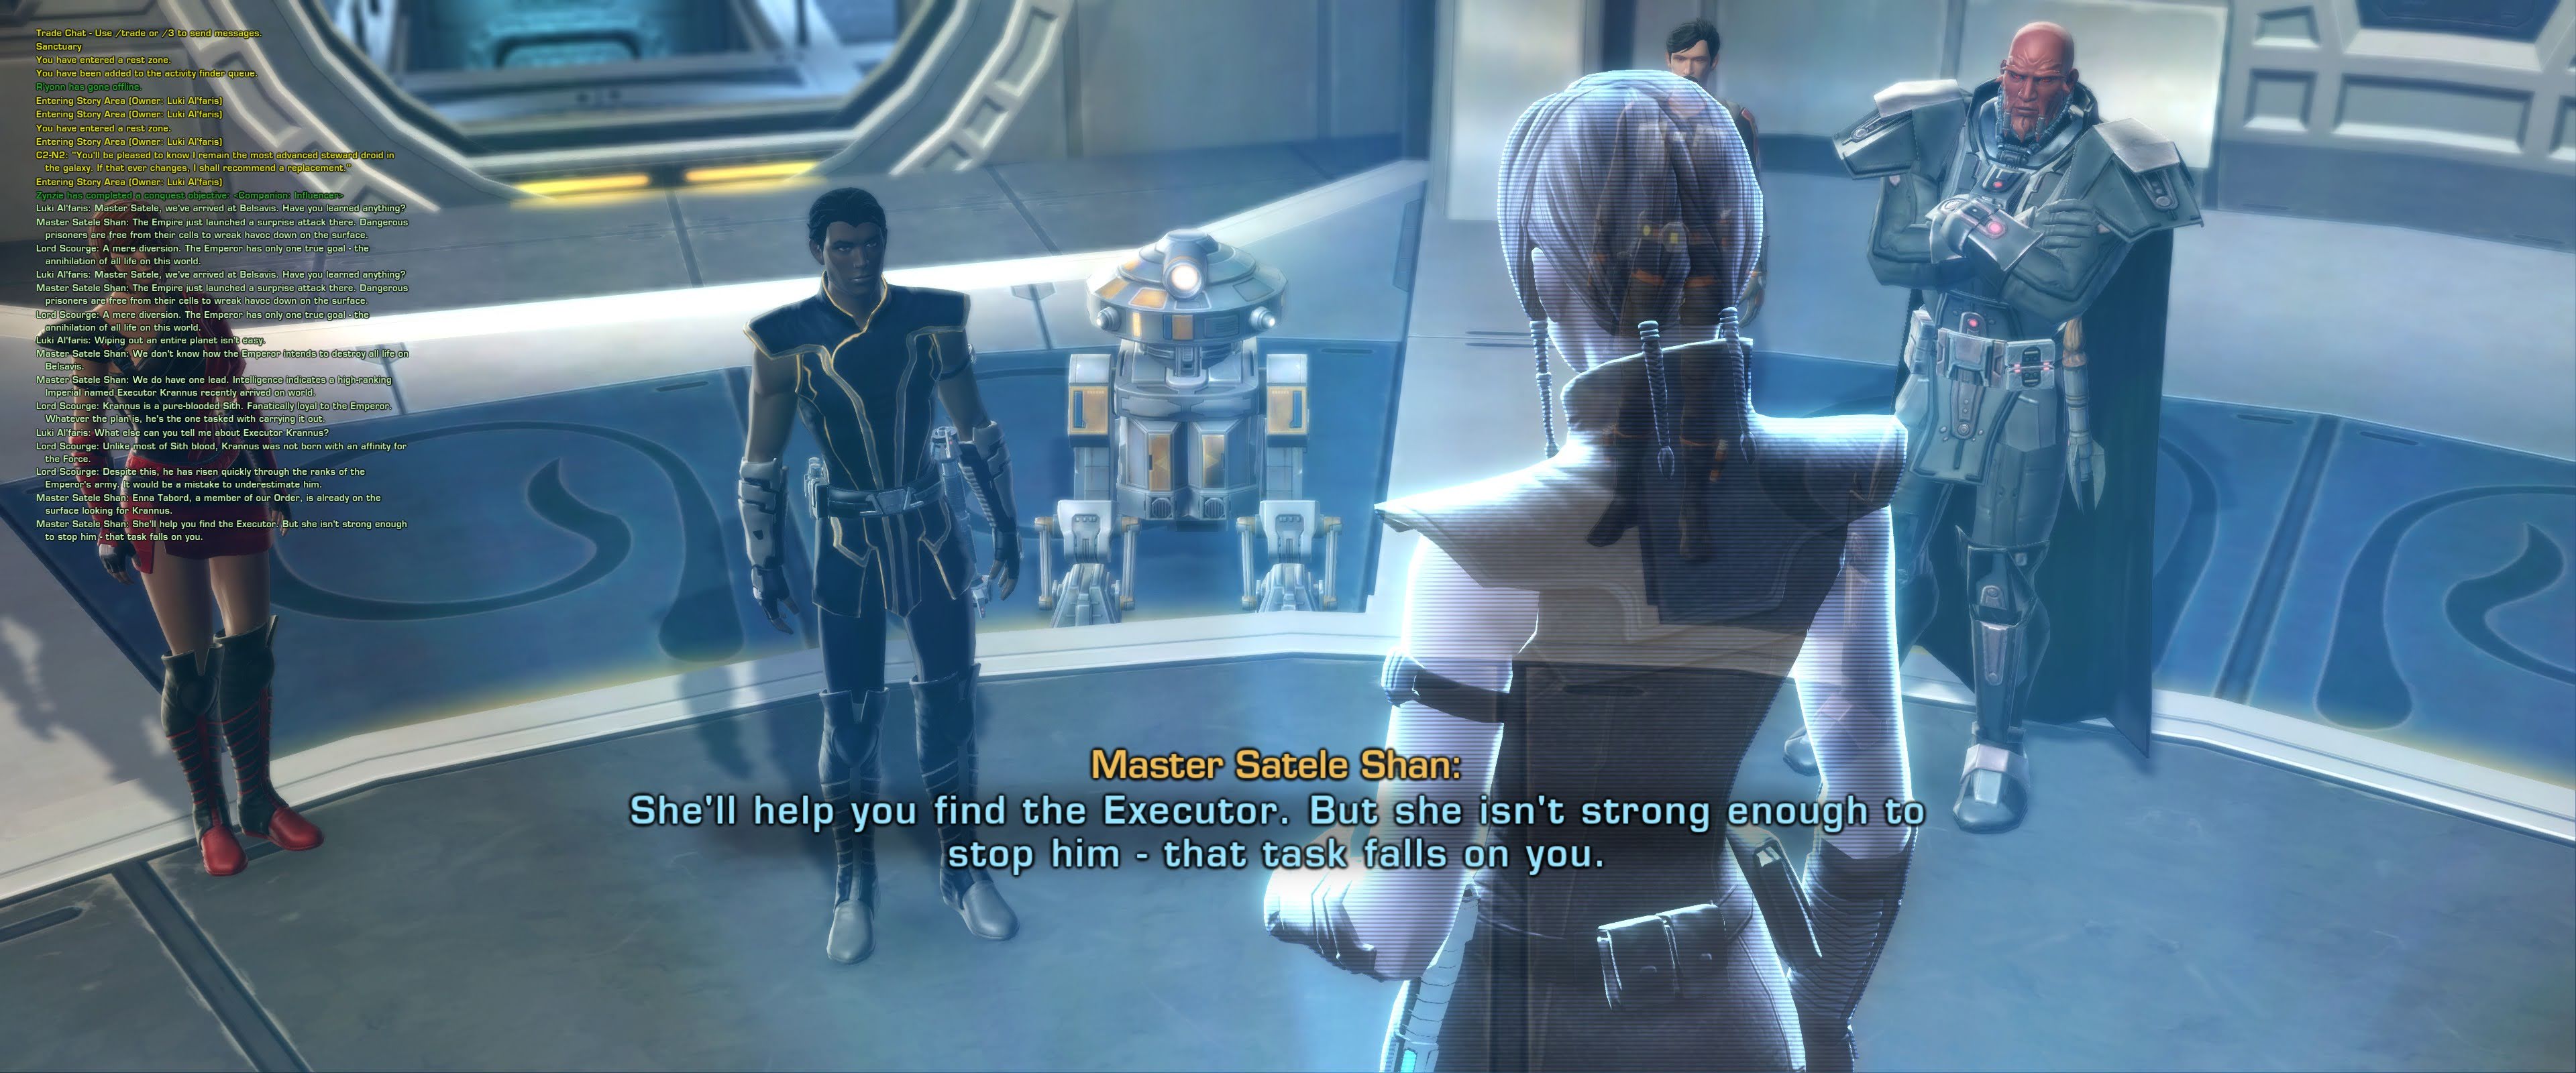 Trade Chat - Use /trade or /3 to send messages.
Sanctuary
You have entered a rest zone.
You have been added to the activity finder queue.
R'yonn has gone offline.
Entering Story Area (Owner: Luki Al'faris)
Entering Story Area (Owner: Luki Al'faris)
You have entered a rest zone.
Entering Story Area (Owner: Luki Al'faris)
C2-N2: "You'll be pleased to know I remain the most advanced steward droid in
the galaxy. If that ever changes, I shall recommend a replacement."
Entering Story Area (Owner: Luki Al'faris)
Zynzie has completed a conquest objective: <Companion: Influencer>
Luki Al'faris: Master Satele, we've arrived at Belsavis. Have you learned anything?
Master Satele Shan: The Empire just launched a surprise attack there. Dangerous
prisoners are free from their cells to wreak havoc down on the surface.
Lord Scourge: A mere diversion. The Emperor has only one true goal - the
annihilation of all life on this world.
Luki Al'faris: Master Satele, we've arrived at Belsavis. Have you learned anything?
Master Satele Shan: The Empire just launched a surprise attack there. Dangerous
prisoners are free from their cells to wreak havoc down on the surface.
Lord Scourge: A mere diversion. The Emperor has only one true goal - the
annihilation of all life on this world.
Luki Al'faris: Wiping out an entire planet isn't easy.
Master Satele Shan: We don't know how the Emperor intends to destroy all life on
Belsavis.
Master Satele Shan: We do have one lead. Intelligence indicates a high-ranking
Imperial named Executor Krannus recently arrived on world.
Lord Scourge: Krannus is a pure-blooded Sith. Fanatically loyal to the Emperor.
Whatever the plan is, he's the one tasked with carrying it out.
Luki Al'faris: What else can you tell me about Executor Krannus?
Lord Scourge: Unlike most of Sith blood, Krannus was not born with an affinity for
the Force.
Lord Scourge: Despite this, he has risen quickly through the ranks of the
Emperor's army. It would be a mistake to underestimate him.
Master Satele Shan: Enna Tabord, a member of our Order, is already on the
surface looking for Krannus.
Master Satele Shan: She'll help you find the Executor. But she isn't strong enough
to stop him - that task falls on you.
Master Satele Shan:
She'll help you find the Executor. But she isn't strong enough to
stop him - that task falls on you.